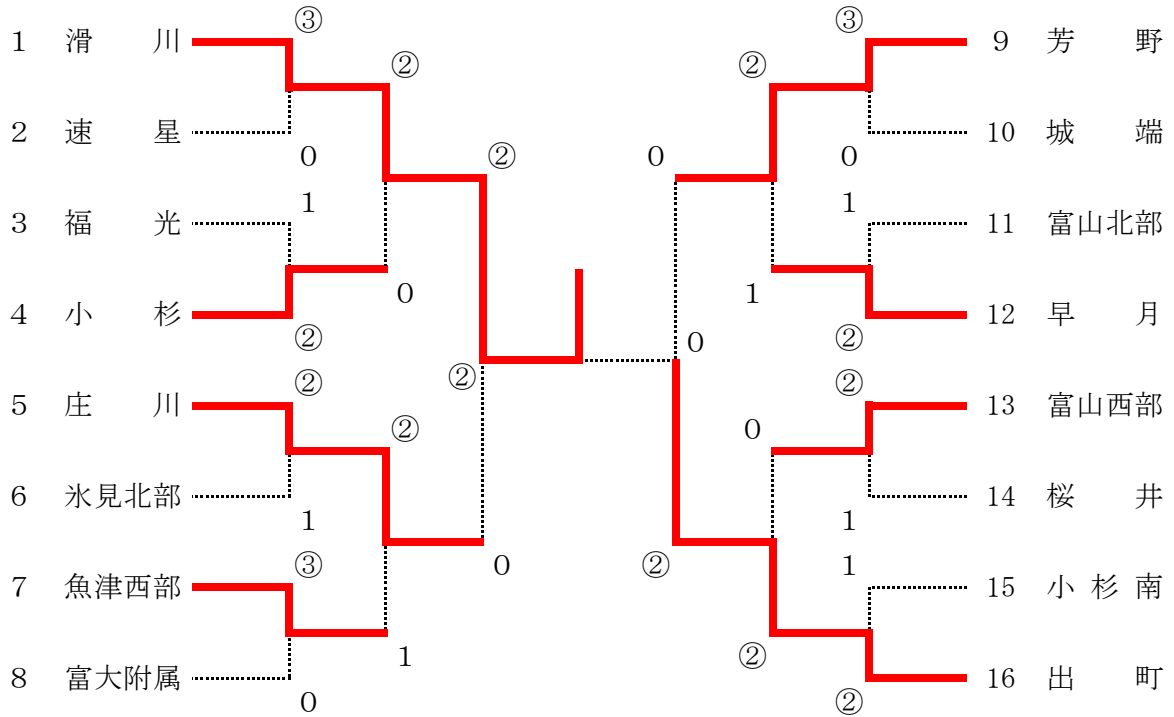 1 滑川 ③
2 速星 0
3 福光 1
4 小杉 ②
5 庄川 ②
6 氷見北部 1
7 魚津西部 ③
8 富大附属 0
② 0
② 1
② 0
②
0
0 ②
② 1
0 ②
③ 9 芳野
0 10 城端
1 11 富山北部
② 12 早月
② 13 富山西部
1 14 桜井
1 15 小杉南
② 16 出町